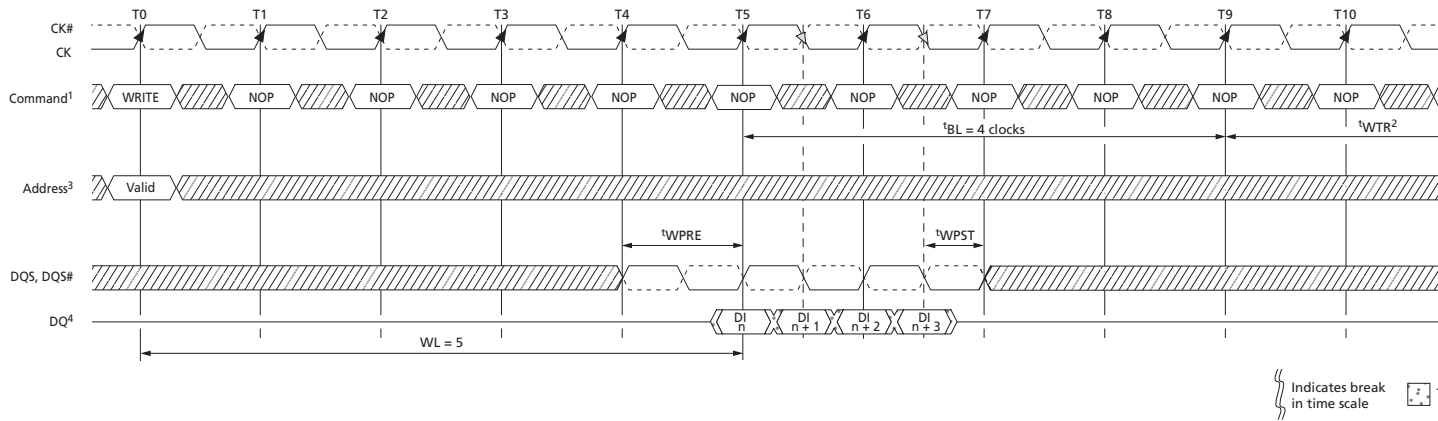 T0 T1 T2 T3 T4 T5 T6 T7 T8 T9 T10
CK#
CK
Command1 WRITE NOP NOP NOP NOP NOP NOP NOP NOP NOP NOP
tBL = 4 clocks tWTR2
Address3 Valid
tWPRE tWPST
DQS, DQS#
DQ4 DI n DI n + 1 DI n + 2 DI n + 3
WL = 5
Indicates break
in time scale